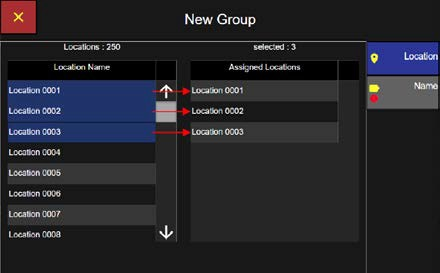 New Group
Locations : 250
selected : 3
Location Name
Assigned Locations
Location 0001
Location 0002
Location 0003
Location 0004
Location 0005
Location 0006
Location 0007
Location 0008
Location 0001
Location 0002
Location 0003
Location
Name